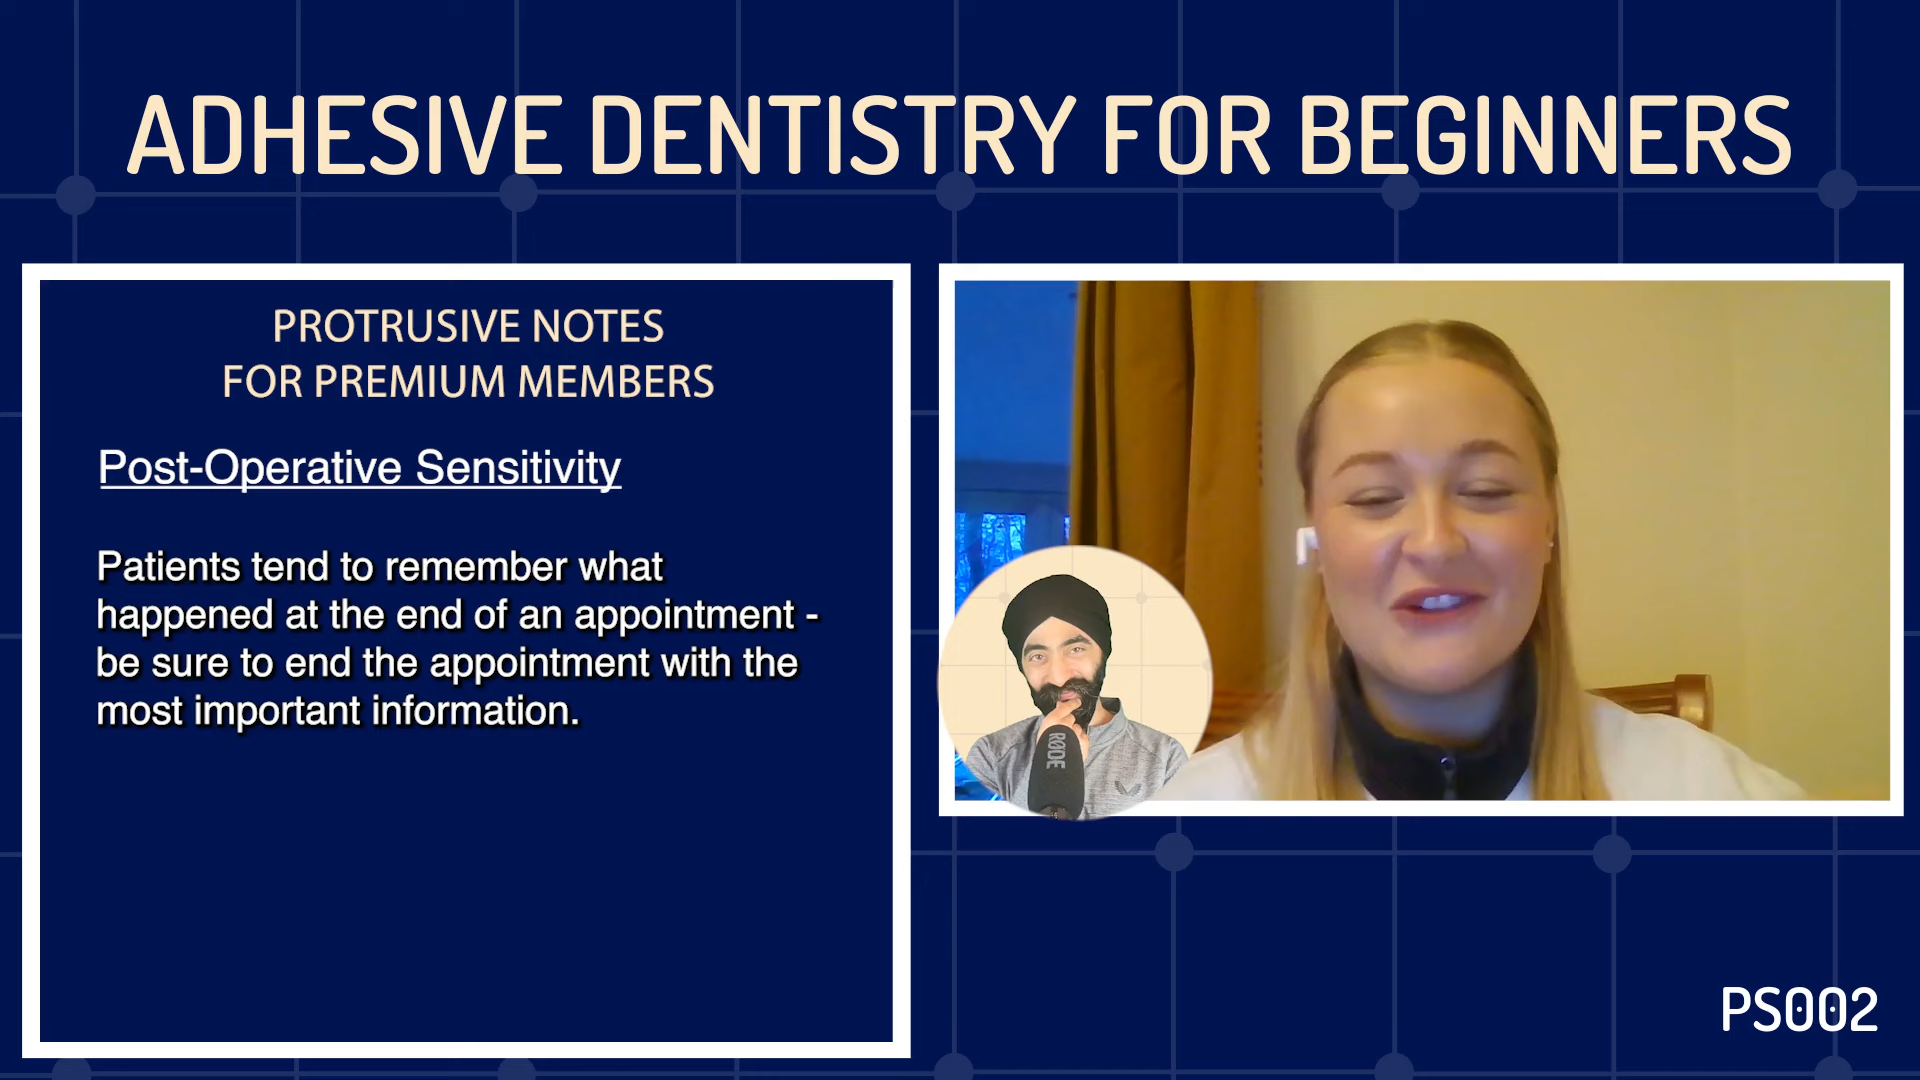 ADHESIVE DENTISTRY FOR BEGINNERS
PROTRUSIVE NOTES
FOR PREMIUM MEMBERS
Post-Operative Sensitivity
Patients tend to remember what
happened at the end of an appointment -
be sure to end the appointment with the
most important information.
RØDE
PS002